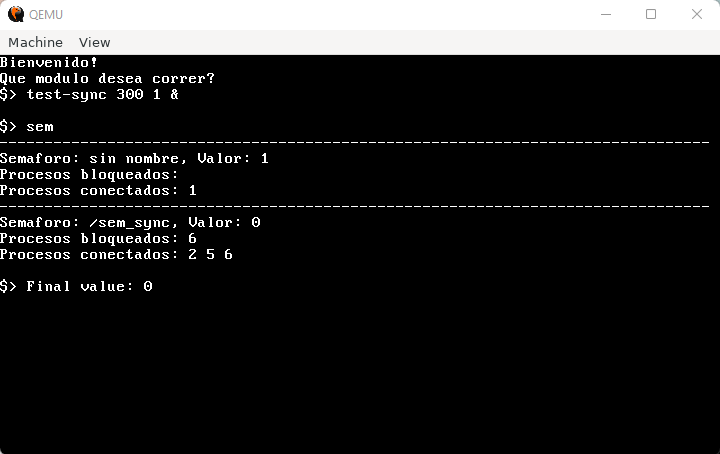 QEMU
Machine View
Bienvenido!
Que modulo desea correr?
$> test-sync 300 1 &
$> sem
--------------------------------------------------------------------------------
Semaforo: sin nombre, Valor: 1
Procesos bloqueados:
Procesos conectados: 1
--------------------------------------------------------------------------------
Semaforo: /sem_sync, Valor: 0
Procesos bloqueados: 6
Procesos conectados: 2 5 6
$> Final value: 0